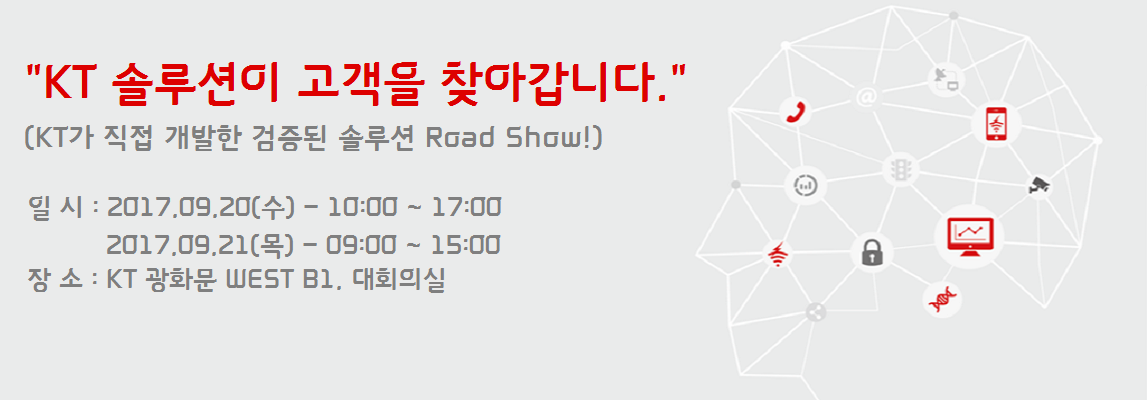 "KT 솔루션이 고객을 찾아갑니다."
(KT가 직접 개발한 검증된 솔루션 Road Show!)
일 시 : 2017.09.20(수) - 10:00 ~ 17:00
2017.09.21(목) - 09:00 ~ 15:00
장 소 : KT 광화문 WEST B1. 대회의실
@